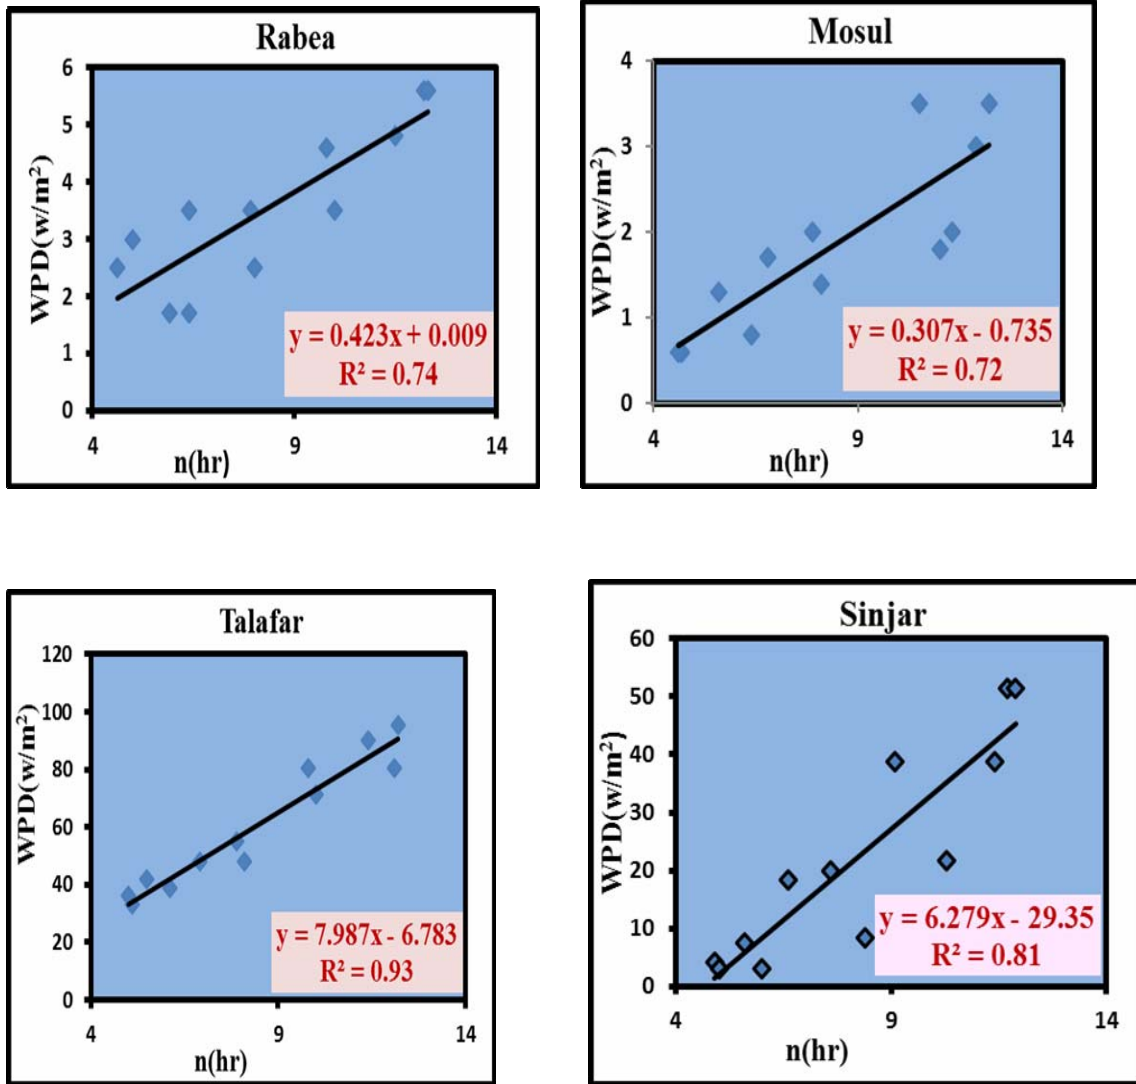 Rabea
6
5
4
3
2
1
0
WPD(w/m²)
y = 0.423x + 0.009
R² = 0.74
4
9
14
n(hr)
Mosul
4
3
2
1
0
WPD(w/m²)
y = 0.307x - 0.735
R² = 0.72
4
9
14
n(hr)
Talafar
120
100
80
60
40
20
0
WPD(w/m²)
y = 7.987x - 6.783
R² = 0.93
4
9
14
n(hr)
Sinjar
60
50
40
30
20
10
0
WPD(w/m²)
y = 6.279x - 29.35
R² = 0.81
4
9
14
n(hr)